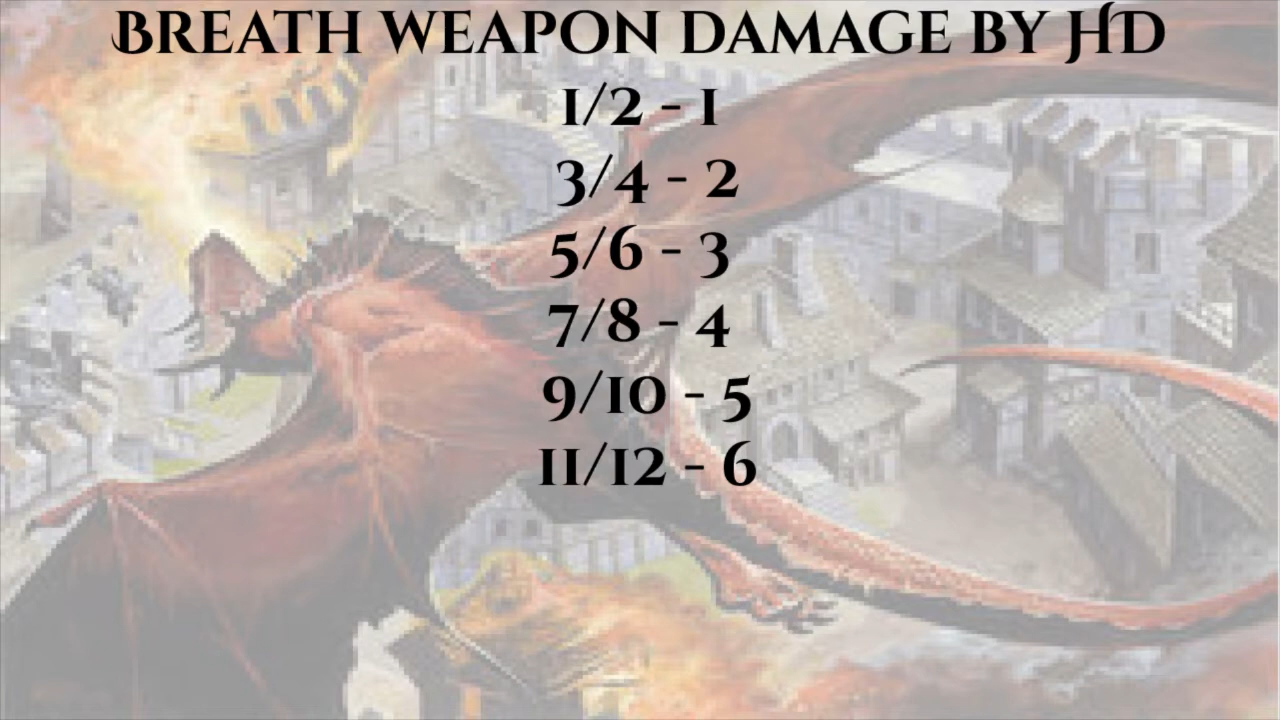 Breath weapon damage by HD
1/2 - 1
3/4 - 2
5/6 - 3
7/8 - 4
9/10 - 5
11/12 - 6